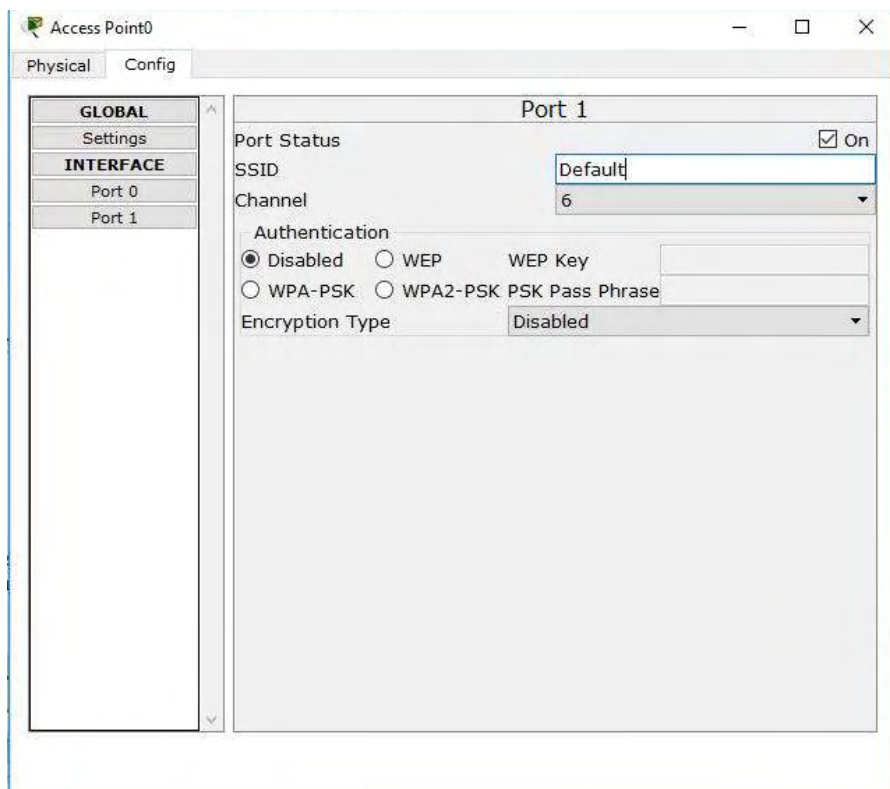 Access Point0
Physical Config
GLOBAL
Settings
INTERFACE
Port 0
Port 1
Port 1
Port Status On
SSID Default
Channel 6
Authentication
Disabled WEP WEP Key
WPA-PSK WPA2-PSK PSK Pass Phrase
Encryption Type Disabled